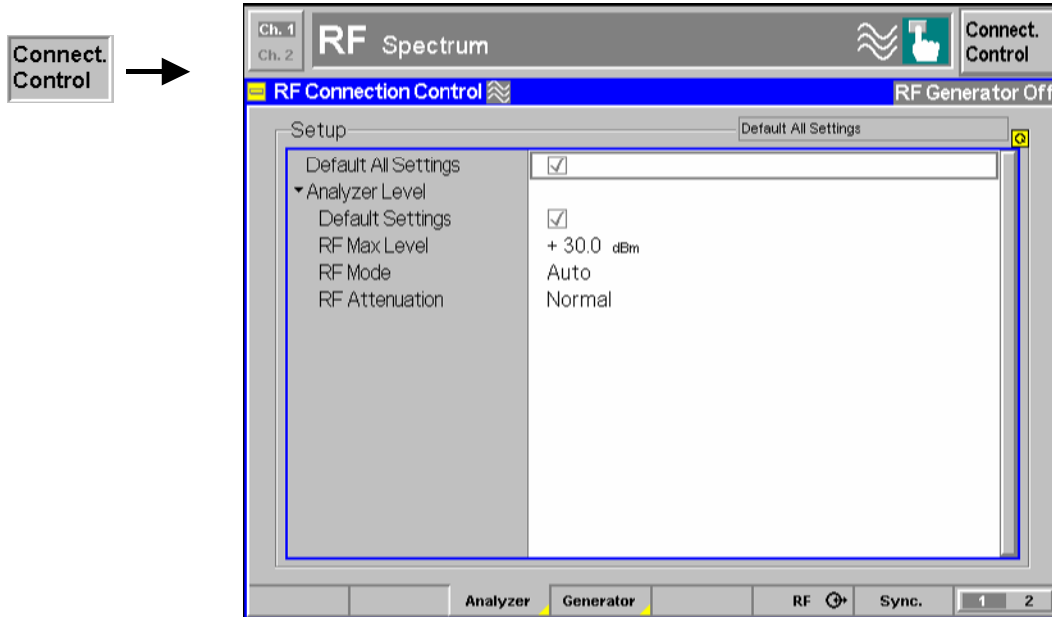 Connect.
Control
Ch. 1
Ch. 2
RF Spectrum
Connect.
Control
RF Connection Control
RF Generator Off
Setup
Default All Settings
Default All Settings
Analyzer Level
Default Settings
RF Max Level
+ 30.0 dBm
RF Mode
Auto
RF Attenuation
Normal
Analyzer
Generator
RF
Sync.
1 2